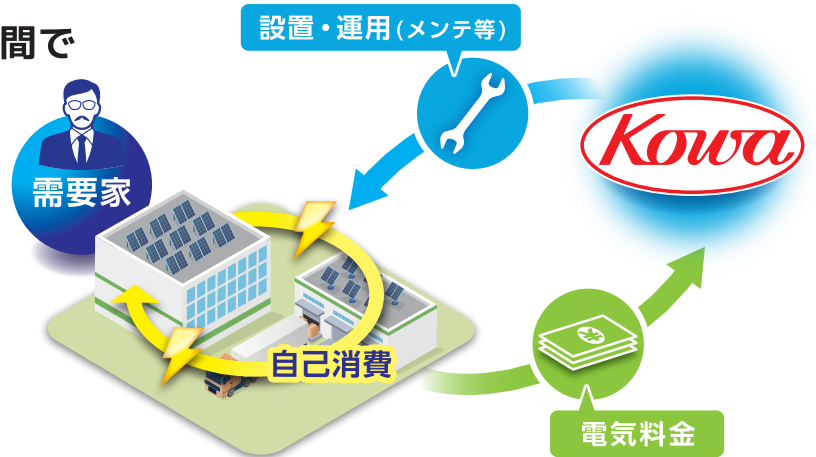 間で
設置・運用(メンテ等)
Kowa
需要家
自己消費
電気料金